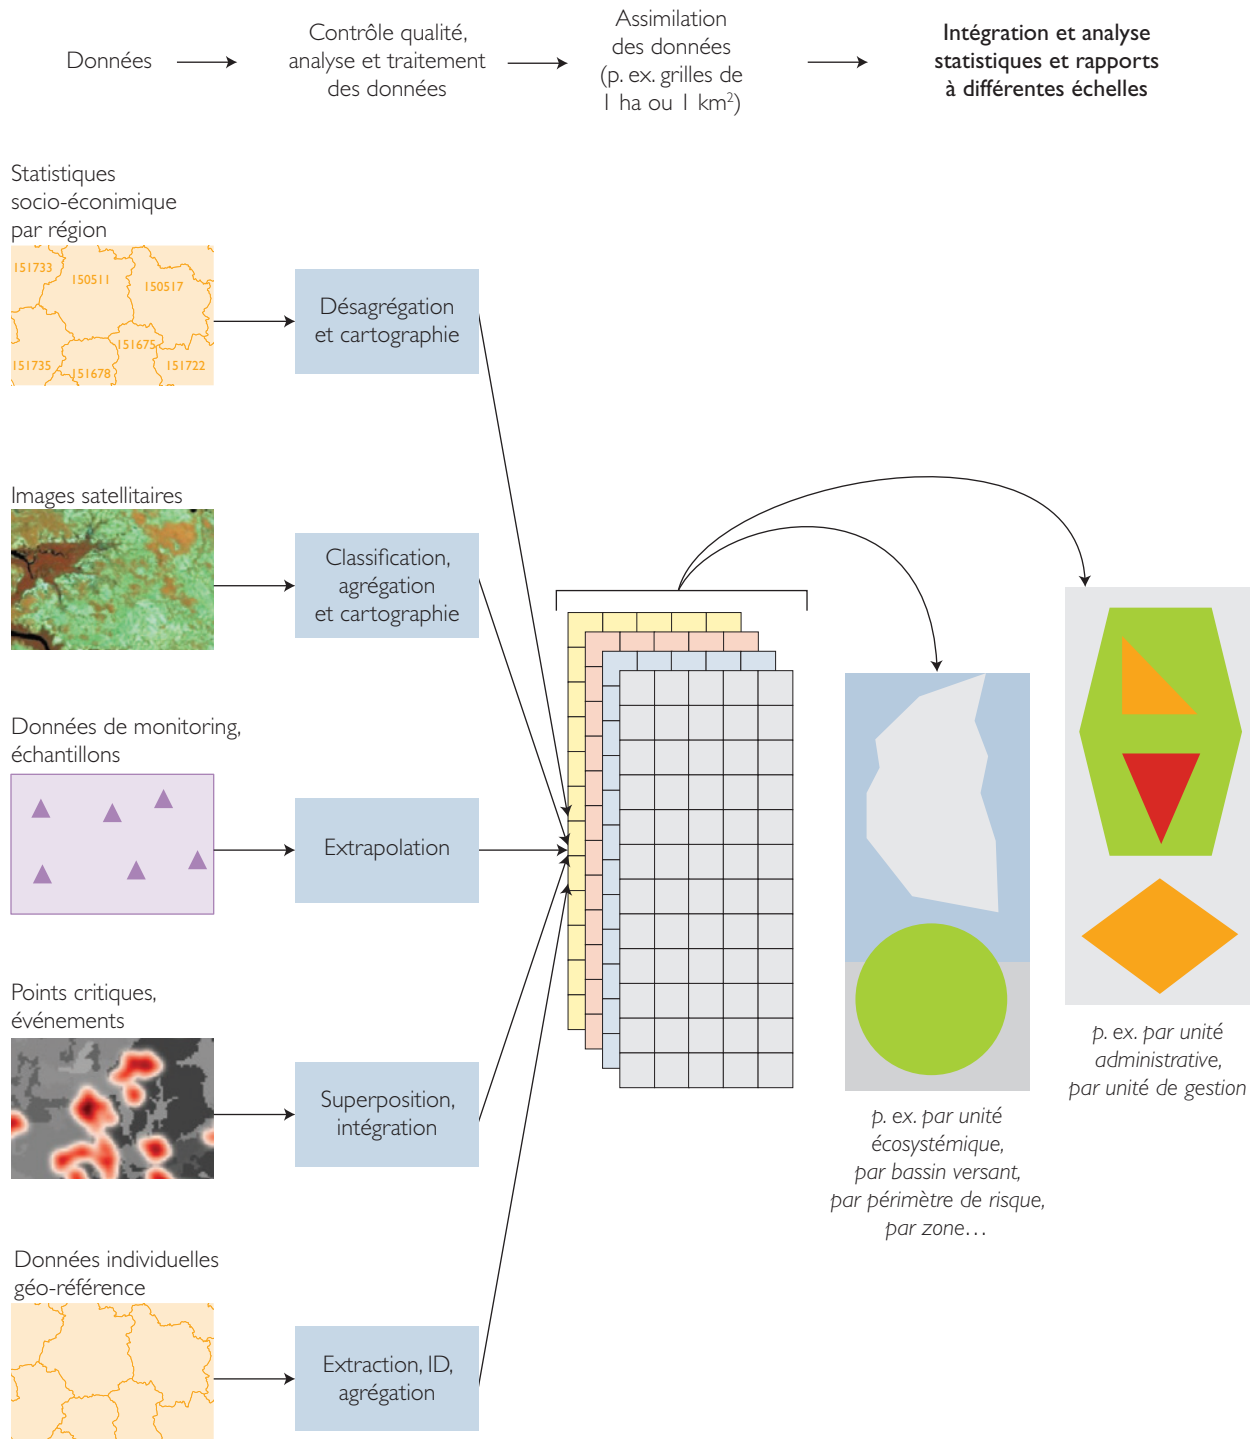 Données
Contrôle qualité,
analyse et traitement
des données
Assimilation
des données
(p. ex. grilles de
1 ha ou 1 km²)
Intégration et analyse
statistiques et rapports
à différentes échelles
Statistiques
socio-éconimique
par région
151733
150511
150517
151735
151678
151675
151722
Désagrégation
et cartographie
Images satellitaires
Classification,
agrégation
et cartographie
Données de monitoring,
échantillons
Extrapolation
Points critiques,
événements
Superposition,
intégration
Données individuelles
géo-référence
Extraction, ID,
agrégation
p. ex. par unité
écosystémique,
par bassin versant,
par périmètre de risque,
par zone…
p. ex. par unité
administrative,
par unité de gestion